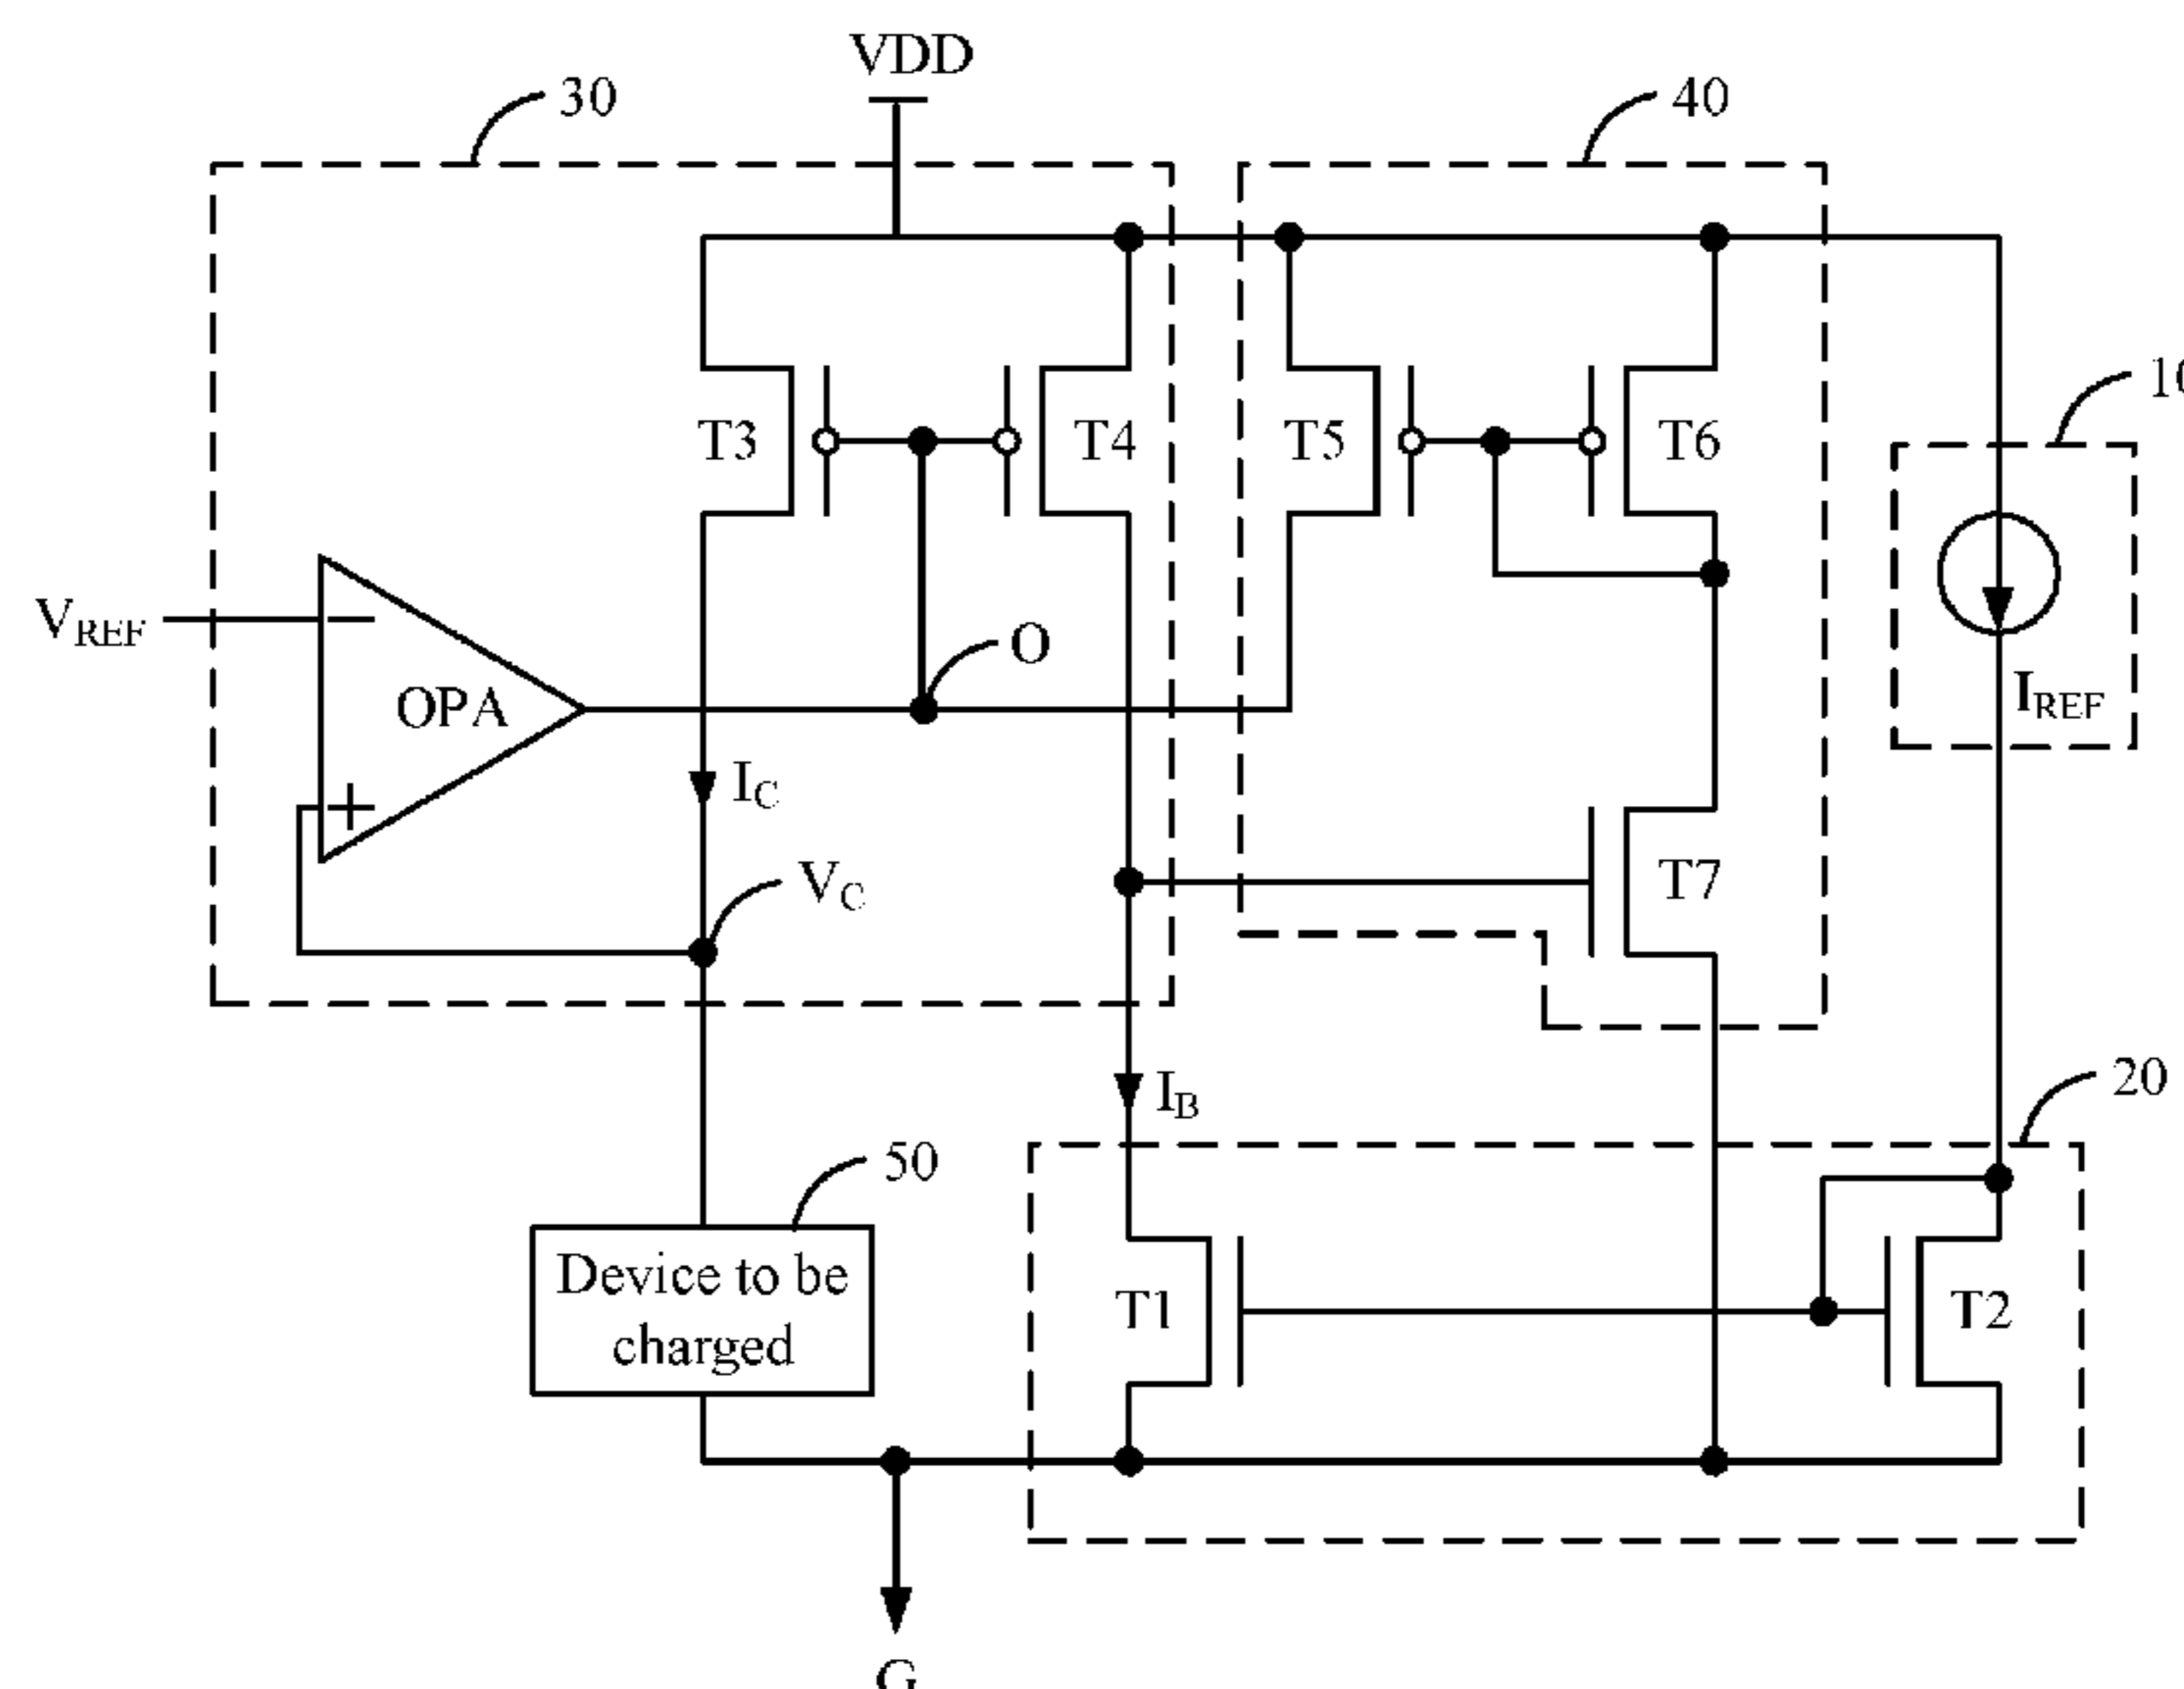 VDD
30
40
T3
T4
T5
T6
VREF
OPA
O
IREF
IC
VC
T7
IB
20
50
Device to be
charged
T1
T2